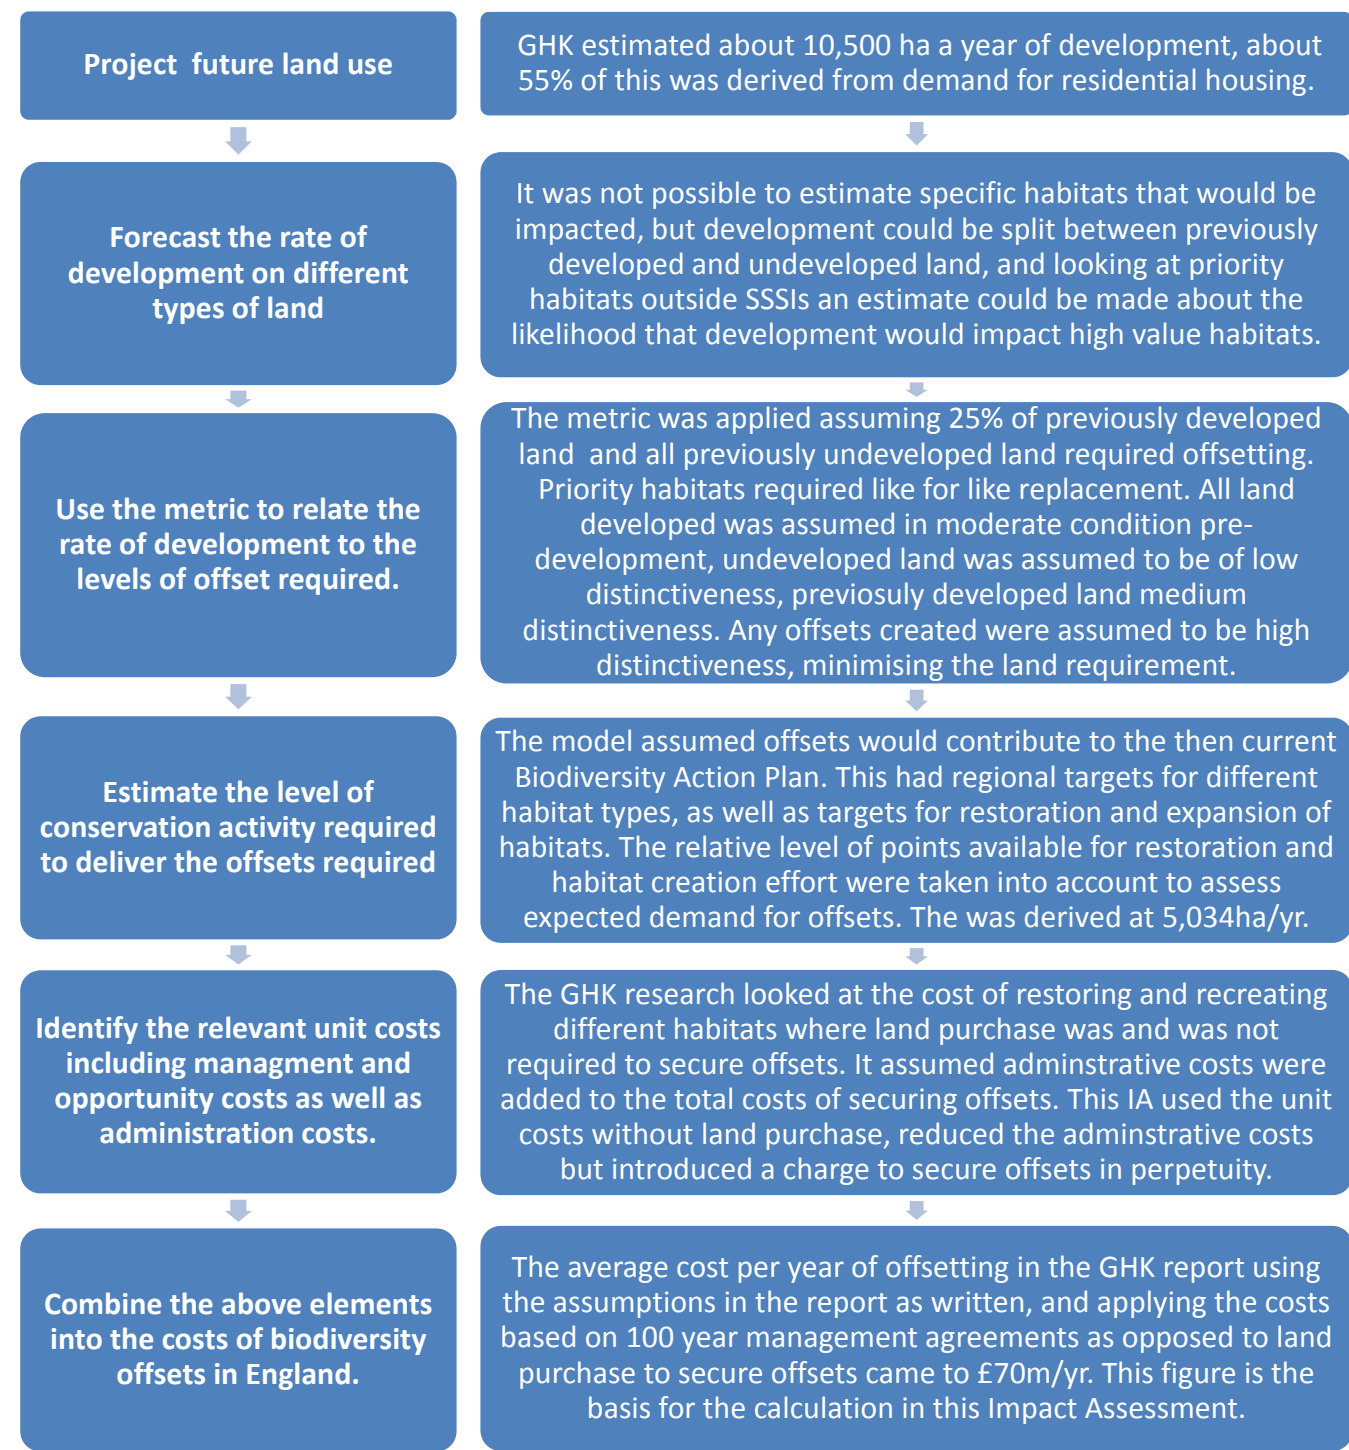 Project future land use
GHK estimated about 10,500 ha a year of development, about
55% of this was derived from demand for residential housing.
Forecast the rate of
development on different
types of land
It was not possible to estimate specific habitats that would be
impacted, but development could be split between previously
developed and undeveloped land, and looking at priority
habitats outside SSSIs an estimate could be made about the
likelihood that development would impact high value habitats.
Use the metric to relate the
rate of development to the
levels of offset required.
The metric was applied assuming 25% of previously developed
land and all previously undeveloped land required offsetting.
Priority habitats required like for like replacement. All land
developed was assumed in moderate condition pre-
development, undeveloped land was assumed to be of low
distinctiveness, previosuly developed land medium
distinctiveness. Any offsets created were assumed to be high
distinctiveness, minimising the land requirement.
Estimate the level of
conservation activity required
to deliver the offsets required
The model assumed offsets would contribute to the then current
Biodiversity Action Plan. This had regional targets for different
habitat types, as well as targets for restoration and expansion of
habitats. The relative level of points available for restoration and
habitat creation effort were taken into account to assess
expected demand for offsets. The was derived at 5,034ha/yr.
Identify the relevant unit costs
including managment and
opportunity costs as well as
administration costs.
The GHK research looked at the cost of restoring and recreating
different habitats where land purchase was and was not
required to secure offsets. It assumed adminstrative costs were
added to the total costs of securing offsets. This IA used the unit
costs without land purchase, reduced the adminstrative costs
but introduced a charge to secure offsets in perpetuity.
Combine the above elements
into the costs of biodiversity
offsets in England.
The average cost per year of offsetting in the GHK report using
the assumptions in the report as written, and applying the costs
based on 100 year management agreements as opposed to land
purchase to secure offsets came to £70m/yr. This figure is the
basis for the calculation in this Impact Assessment.